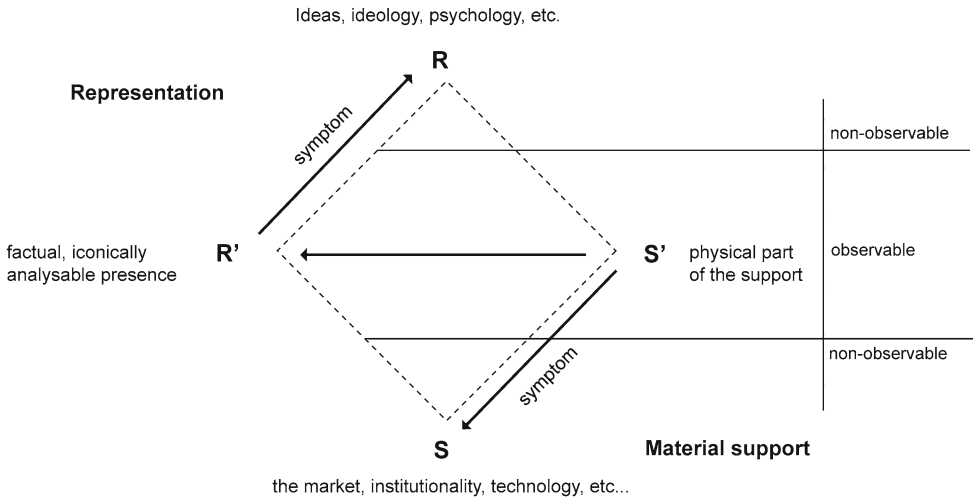 Ideas, ideology, psychology, etc.
R
Representation
symptom
non-observable
factual, iconically
analysable presence
R’
S’
physical part
of the support
observable
non-observable
symptom
S
Material support
the market, institutionality, technology, etc...